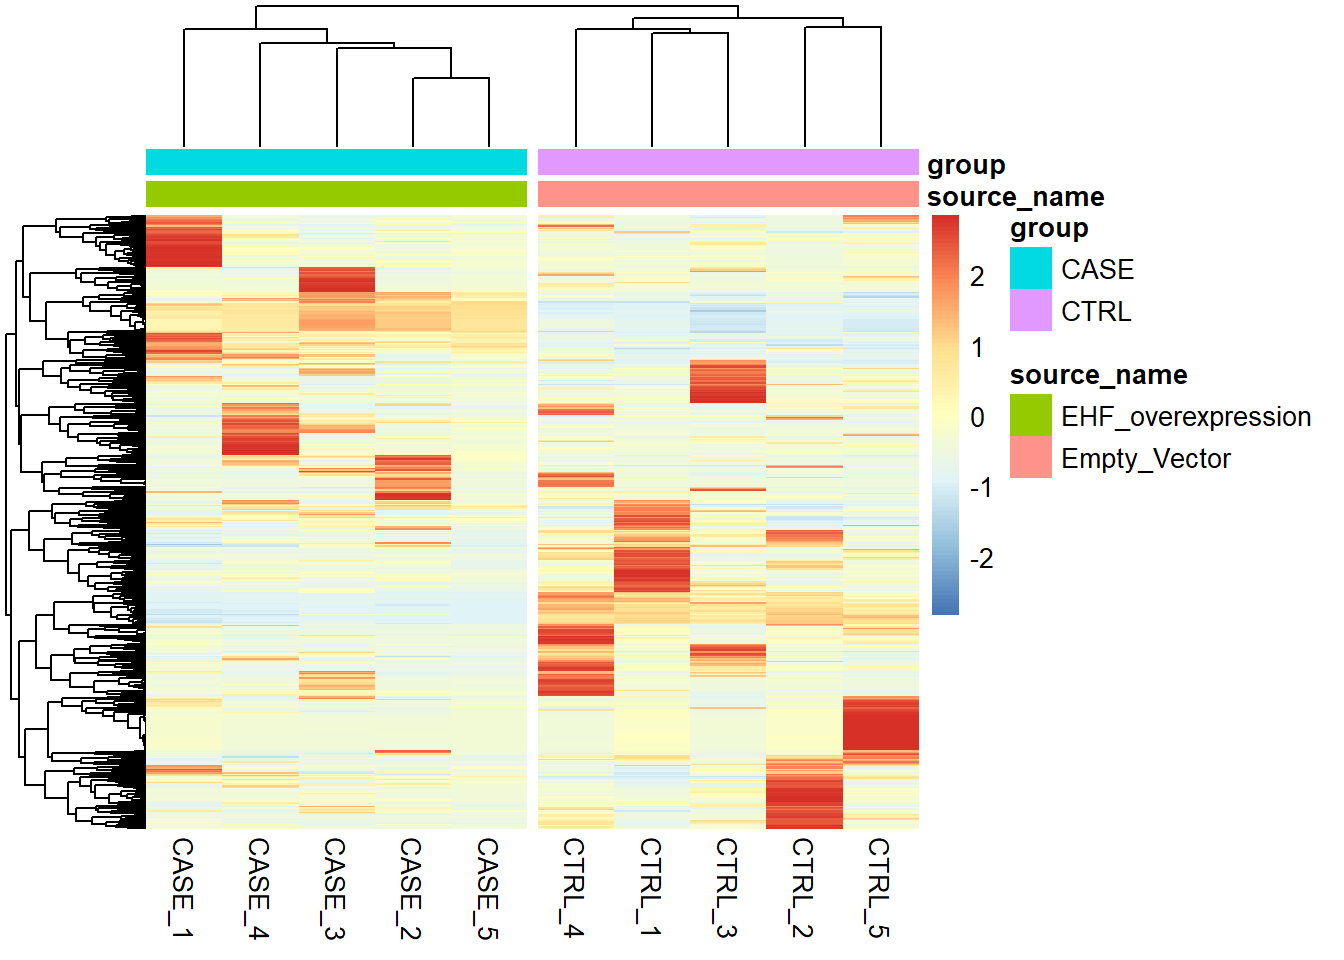 group
source_name
group
CASE
CTRL
source_name
EHF_overexpression
Empty_Vector
2
1
0
-1
-2
CASE_1
CASE_4
CASE_3
CASE_2
CASE_5
CTRL_4
CTRL_1
CTRL_3
CTRL_2
CTRL_5